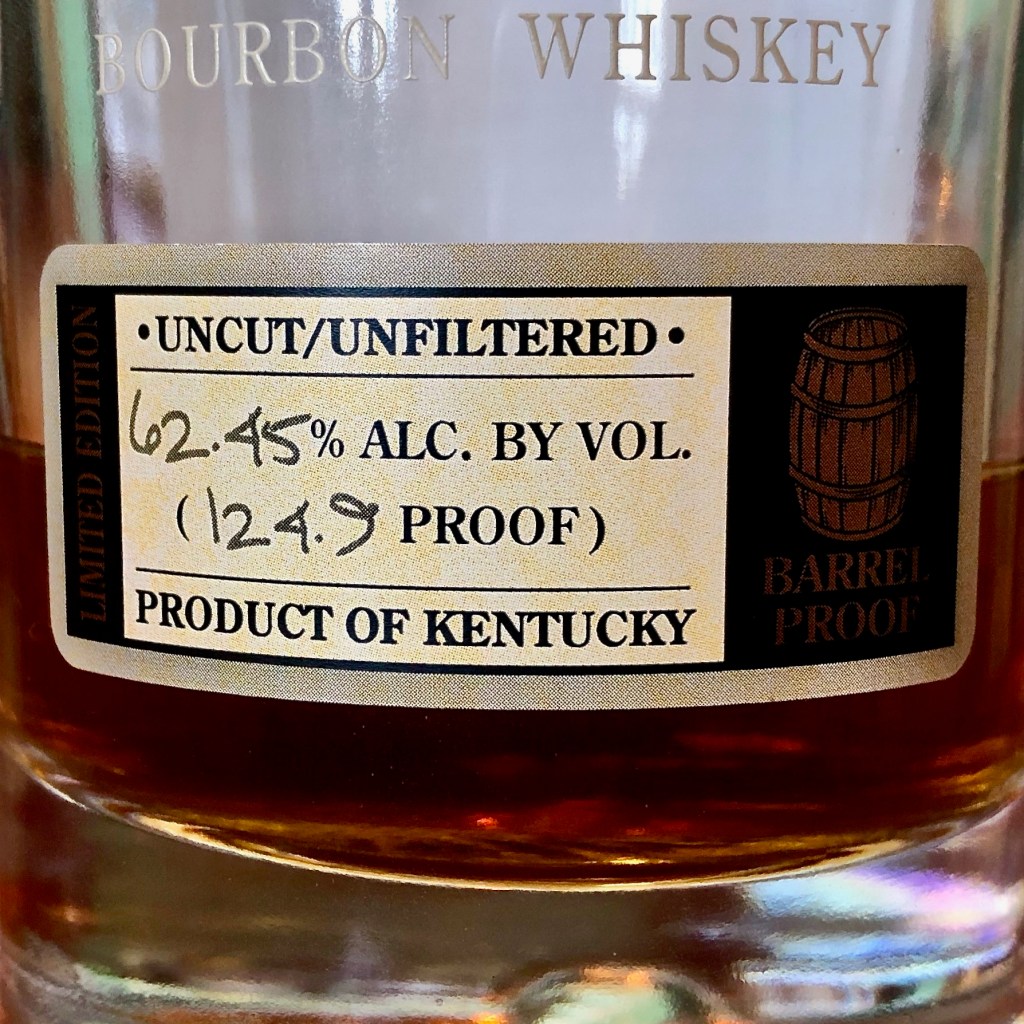 BOURBON WHISKEY
LIMITED EDITION
•UNCUT/UNFILTERED•
62.45% ALC. BY VOL.
(124.9 PROOF)
PRODUCT OF KENTUCKY
BARREL
PROOF